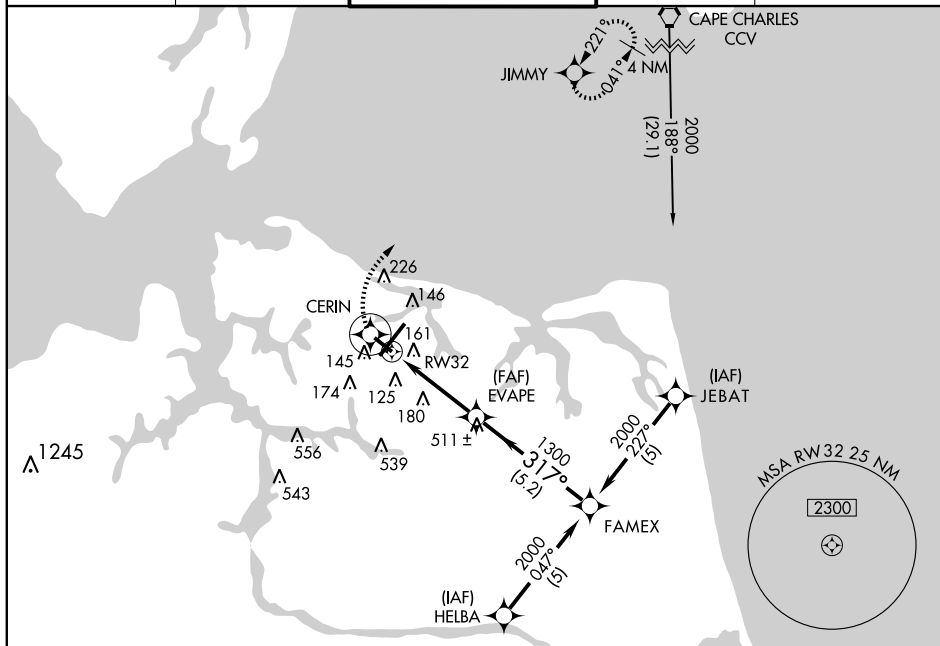 CAPE CHARLES
CCV
221°
041°
4 NM
JIMMY
2000
188°
(29.1)
226
146
CERIN
161
145
RW32
174
125
180
(FAF)
EVAPE
511 ±
(IAF)
JEBAT
2000
227°
(5)
1245
556
539
543
1300
317°
(5.2)
FAMEX
MSA RW32 25 NM
2300
2000
047°
(5)
(IAF)
HELBA